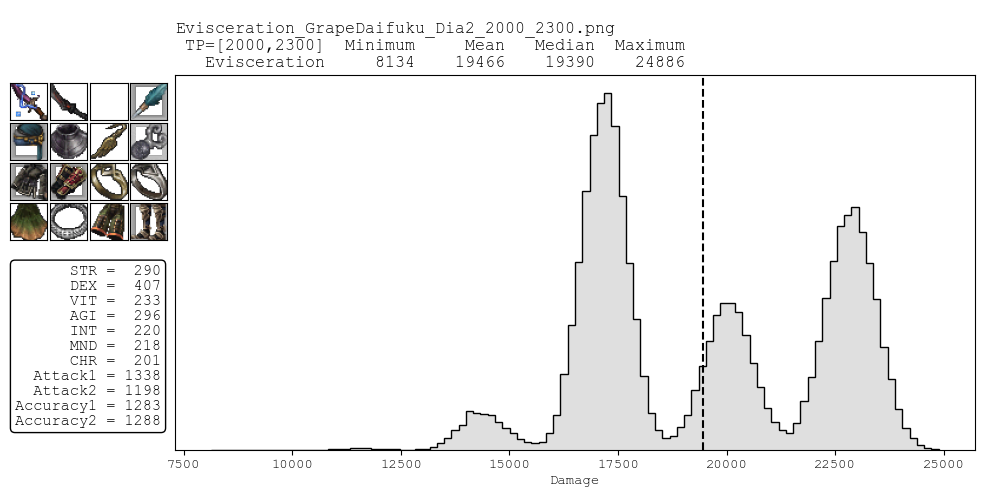 Evisceration_GrapeDaifuku_Dia2_2000_2300.png
TP=[2000,2300] Minimum Mean Median Maximum
Evisceration 8134 19466 19390 24886
STR = 290
DEX = 407
VIT = 233
AGI = 296
INT = 220
MND = 218
CHR = 201
Attack1 = 1338
Attack2 = 1198
Accuracy1 = 1283
Accuracy2 = 1288
7500 10000 12500 15000 17500 20000 22500 25000
Damage